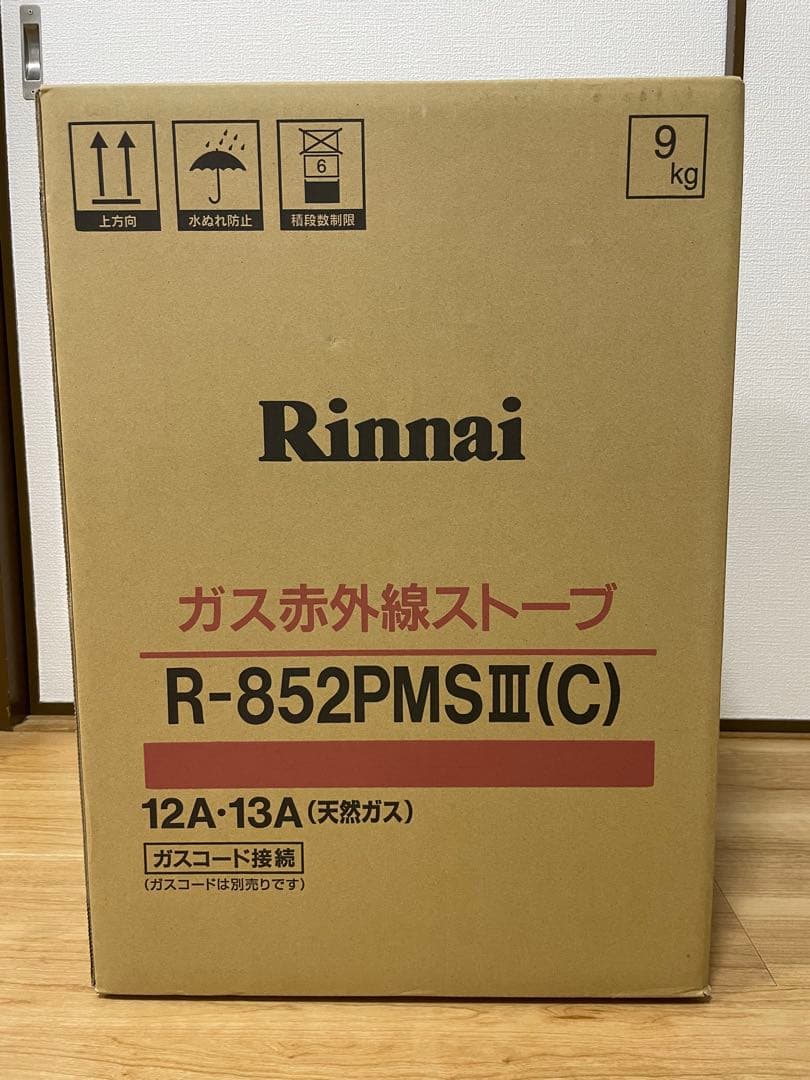 6
9
kg
上方向 水ぬれ防止 積段数制限
Rinnai
ガス赤外線ストーブ
R-852PMSⅢ(C)
12A・13A(天然ガス)
ガスコード接続
(ガスコードは別売りです)